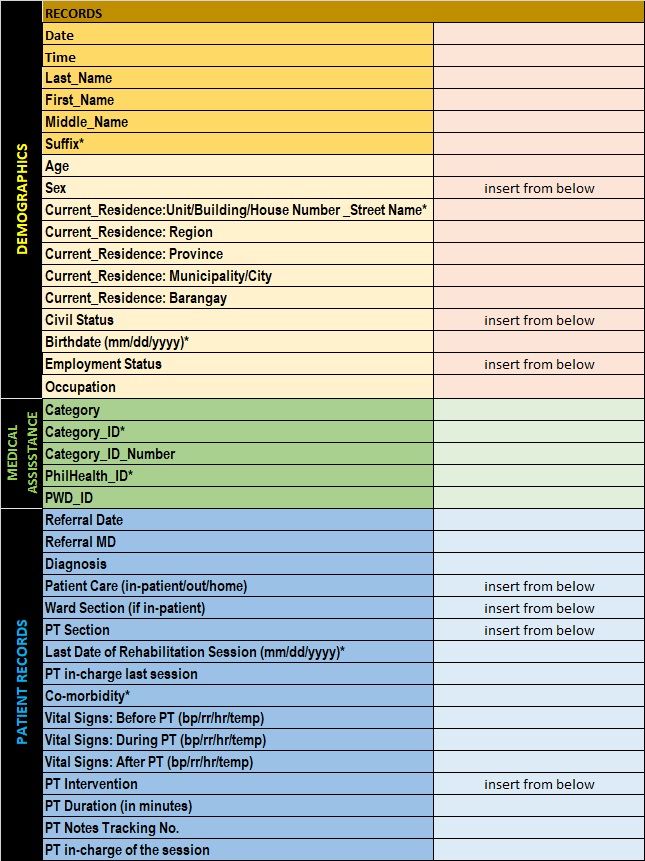 RECORDS
DEMOGRAPHICS
Date
Time
Last_Name
First_Name
Middle_Name
Suffix*
Age
Sex insert from below
Current_Residence:Unit/Building/House Number _Street Name*
Current_Residence: Region
Current_Residence: Province
Current_Residence: Municipality/City
Current_Residence: Barangay
Civil Status insert from below
Birthdate (mm/dd/yyyy)*
Employment Status insert from below
Occupation
MEDICAL
ASSISSTANCE
Category
Category_ID*
Category_ID_Number
PhilHealth_ID*
PWD_ID
PATIENT RECORDS
Referral Date
Referral MD
Diagnosis
Patient Care (in-patient/out/home) insert from below
Ward Section (if in-patient) insert from below
PT Section insert from below
Last Date of Rehabilitation Session (mm/dd/yyyy)*
PT in-charge last session
Co-morbidity*
Vital Signs: Before PT (bp/rr/hr/temp)
Vital Signs: During PT (bp/rr/hr/temp)
Vital Signs: After PT (bp/rr/hr/temp)
PT Intervention insert from below
PT Duration (in minutes)
PT Notes Tracking No.
PT in-charge of the session